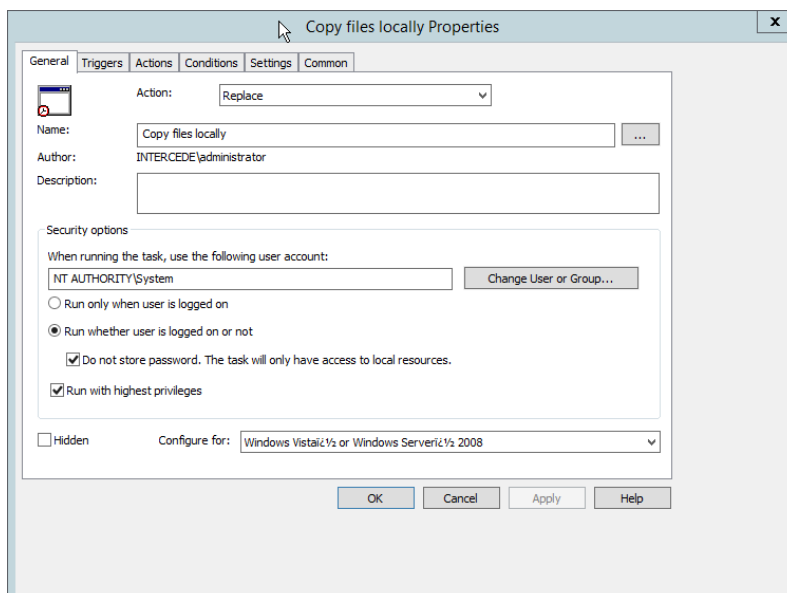 Copy files locally Properties
x
General Triggers Actions Conditions Settings Common
Action: Replace
Name: Copy files locally ...
Author: INTERCEDE\administrator
Description:
Security options
When running the task, use the following user account:
NT AUTHORITY\System Change User or Group...
Run only when user is logged on
Run whether user is logged on or not
Do not store password. The task will only have access to local resources.
Run with highest privileges
Hidden Configure for: Windows Vistaï¿½ or Windows Serverï¿½ 2008
OK Cancel Apply Help